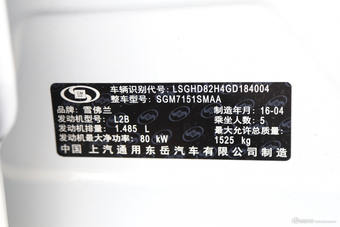 车辆识别代号: LSGHD82H4GD184004
整车型号: SGM7151SMAA
品牌: 雪佛兰 制造年月: 16-04
发动机型号: L2B 乘坐人数: 5
发动机排量: 1.485 L 最大允许总质量:
发动机最大净功率: 80 kW 1525 kg
中国 上汽通用东岳汽车有限公司 制造